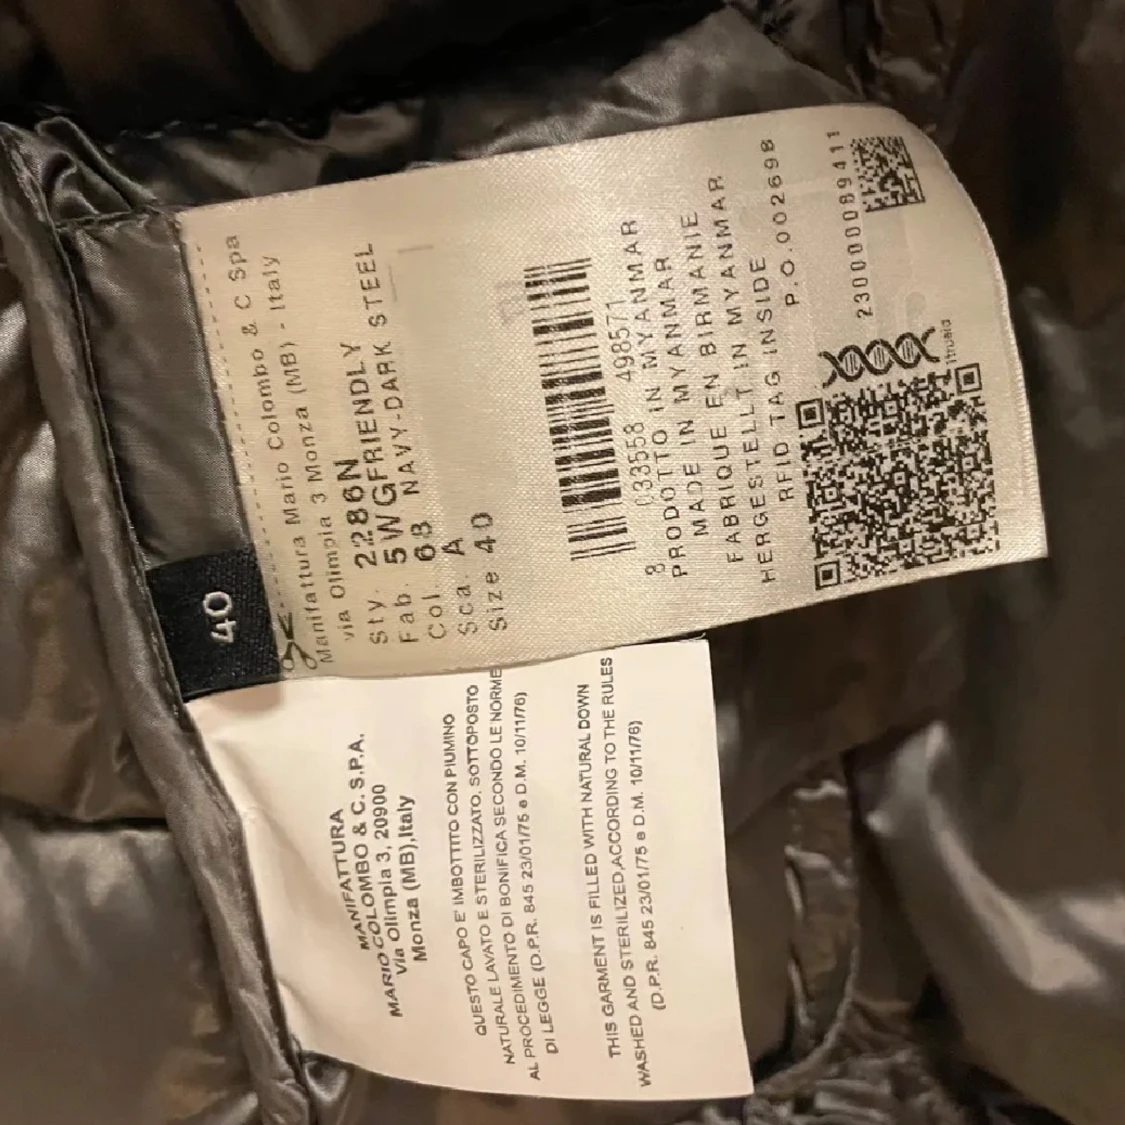 40
Manifattura Mario Colombo & C Spa
via Olimpia 3 Monza (MB) - Italy
Sty. 2286N
Fab. 5WGFRIENDLY
Col. 68 NAVY-DARK STEEL
Sca. A
Size 40
8 033558 498571
PRODOTTO IN MYANMAR
MADE IN MYANMAR
FABRIQUE EN BIRMANIE
HERGESTELLT IN MYANMAR
RFID TAG INSIDE
P.O.002698
2300000089411
itruaid
MANIFATTURA
MARIO COLOMBO & C. S.P.A.
Via Olimpia 3, 20900
Monza (MB),Italy
QUESTO CAPO E' IMBOTTITO CON PIUMINO
NATURALE LAVATO E STERILIZZATO. SOTTOPOSTO
AL PROCEDIMENTO DI BONIFICA SECONDO LE NORME
DI LEGGE (D.P.R. 845 23/01/75 e D.M. 10/11/76)
THIS GARMENT IS FILLED WITH NATURAL DOWN
WASHED AND STERILIZED,ACCORDING TO THE RULES
(D.P.R. 845 23/01/75 e D.M. 10/11/76)